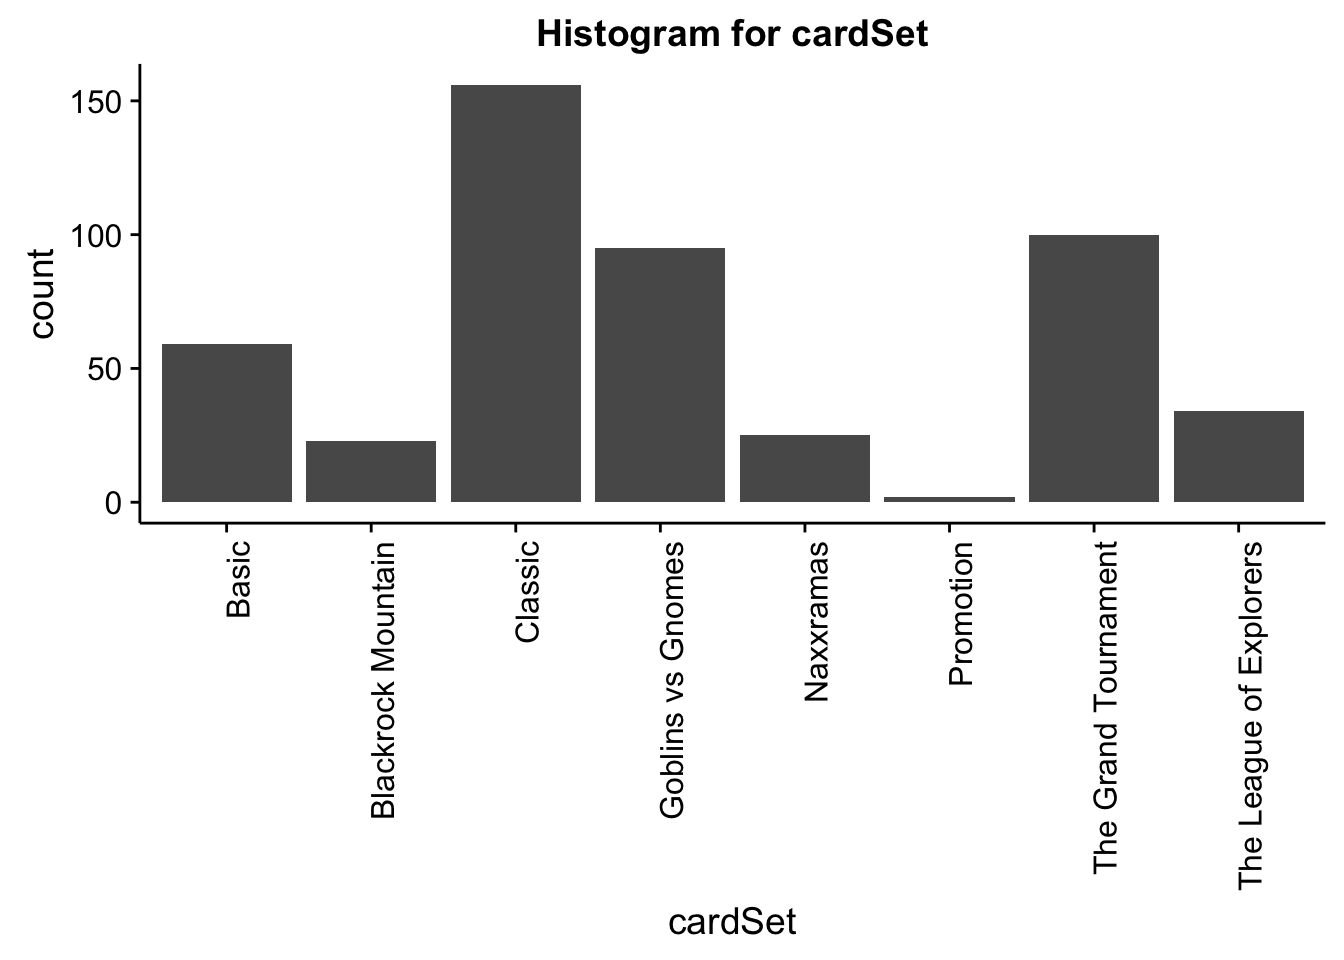 Histogram for cardSet
150
100
50
0
count
Basic
Blackrock Mountain
Classic
Goblins vs Gnomes
Naxxramas
Promotion
The Grand Tournament
The League of Explorers
cardSet